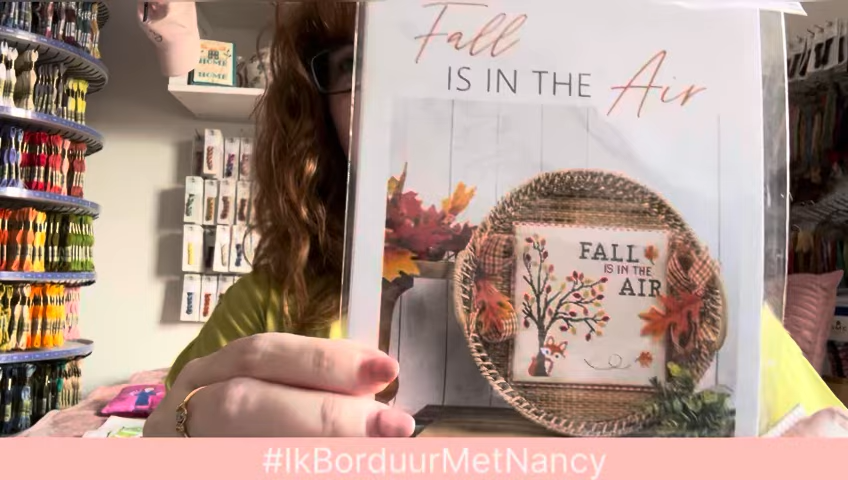 Fall
IS IN THE Air
FALL
IS IN THE
AIR
#IkBorduurMetNancy